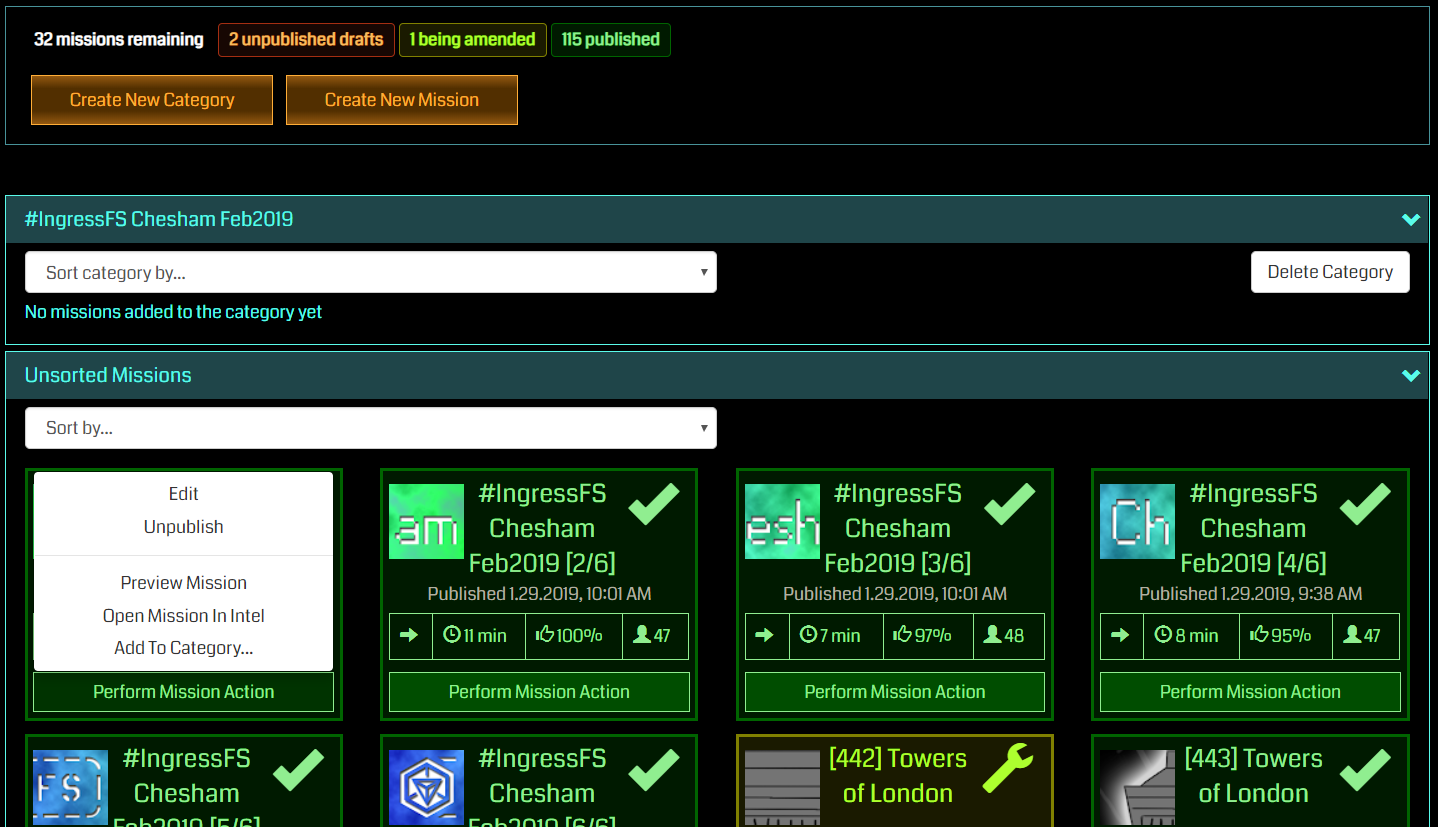 32 missions remaining 2 unpublished drafts 1 being amended 115 published
Create New Category Create New Mission
#IngressFS Chesham Feb2019
Sort category by... Delete Category
No missions added to the category yet
Unsorted Missions
Sort by...
Edit
Unpublish
Preview Mission
Open Mission In Intel
Add To Category...
Perform Mission Action
am
#IngressFS
Chesham
Feb2019 [2/6]
Published 1.29.2019, 10:01 AM
11 min 100% 47
Perform Mission Action
esh
#IngressFS
Chesham
Feb2019 [3/6]
Published 1.29.2019, 10:01 AM
7 min 97% 48
Perform Mission Action
Ch
#IngressFS
Chesham
Feb2019 [4/6]
Published 1.29.2019, 9:38 AM
8 min 95% 47
Perform Mission Action
FS
#IngressFS
Chesham
Feb2019 [5/6]
#IngressFS
Chesham
Feb2019 [6/6]
[442] Towers
of London
[443] Towers
of London